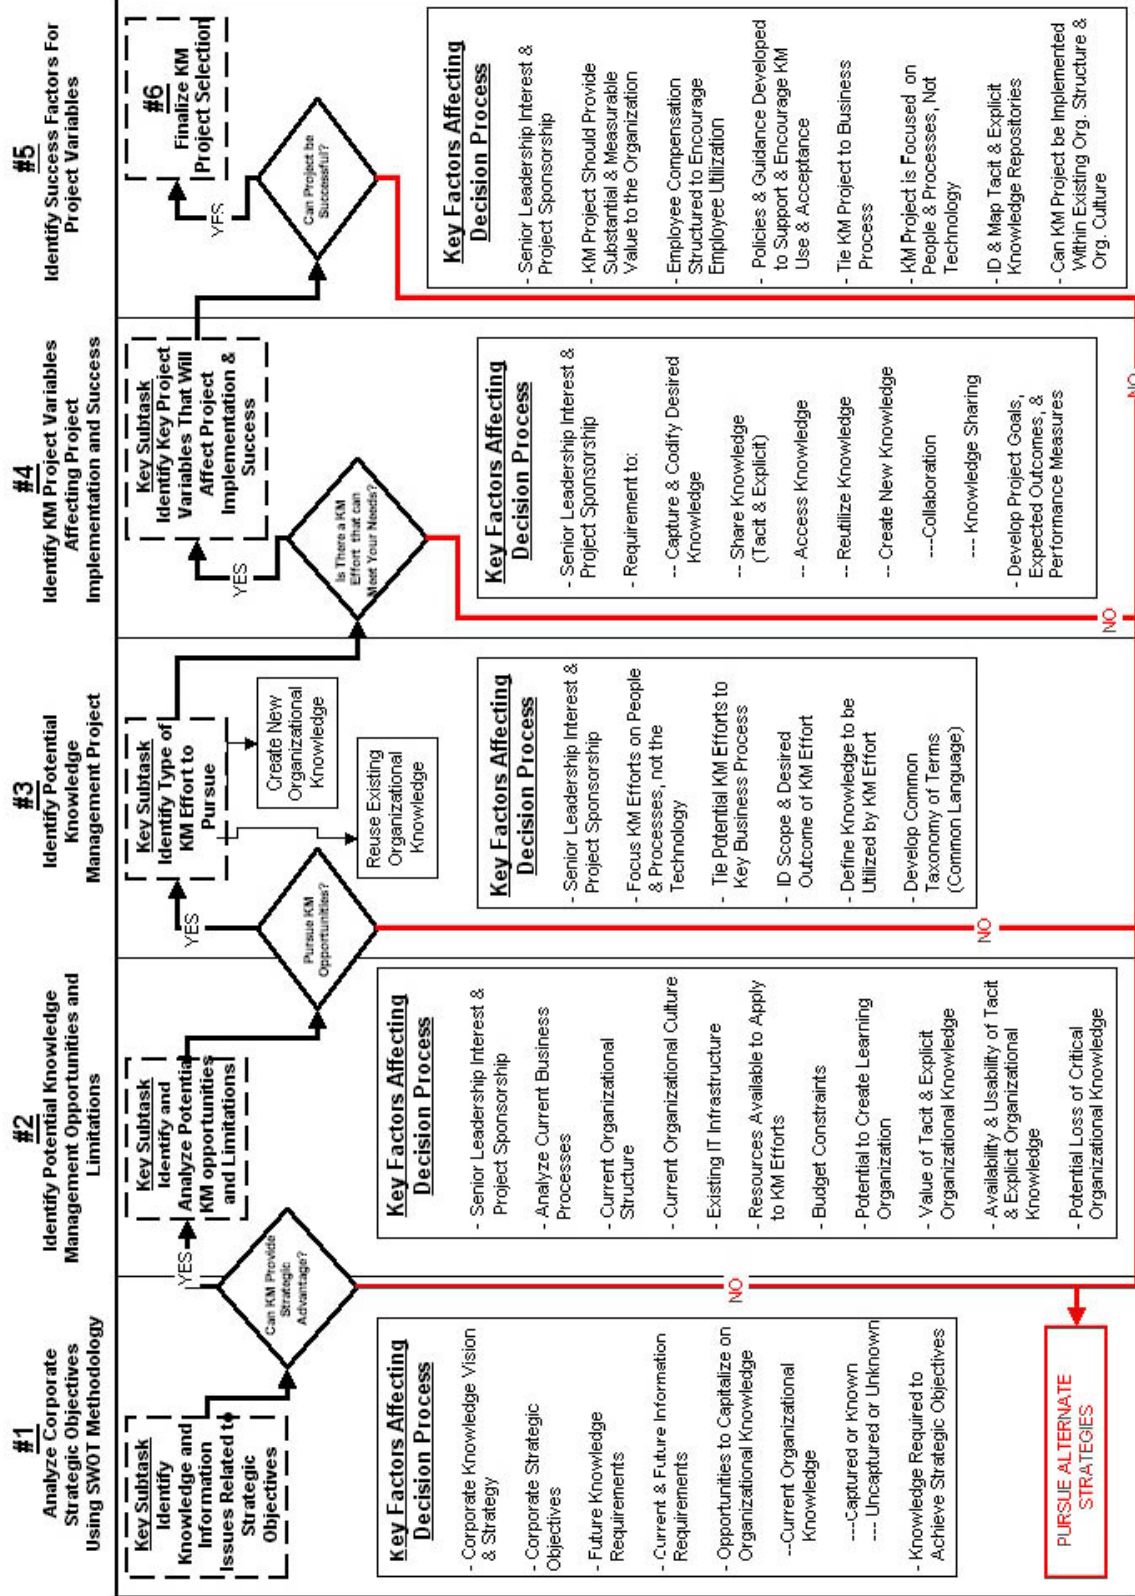 #1
Analyze Corporate
Strategic Objectives
Using SWOT Methodology
Key Subtask
Identify
Knowledge and
Information
Issues Related to
Strategic
Objectives
Can KM Provide
Strategic
Advantage?
YES
NO
Key Factors Affecting
Decision Process
- Corporate Knowledge Vision
& Strategy
- Corporate Strategic
Objectives
- Future Knowledge
Requirements
- Current & Future Information
Requirements
- Opportunities to Capitalize on
Organizational Knowledge
--Current Organizational
Knowledge
---Captured or Known
--- Uncaptured or Unknown
- Knowledge Required to
Achieve Strategic Objectives
PURSUE ALTERNATE
STRATEGIES
#2
Identify Potential Knowledge
Management Opportunities and
Limitations
Key Subtask
Identify and
Analyze Potential
KM opportunities
and Limitations
Pursue KM
Opportunities?
YES
NO
Key Factors Affecting
Decision Process
- Senior Leadership Interest &
Project Sponsorship
- Analyze Current Business
Processes
- Current Organizational
Structure
- Current Organizational Culture
- Existing IT Infrastructure
- Resources Available to Apply
to KM Efforts
- Budget Constraints
- Potential to Create Learning
Organization
- Value of Tacit & Explicit
Organizational Knowledge
- Availability & Usability of Tacit
& Explicit Organizational
Knowledge
- Potential Loss of Critical
Organizational Knowledge
#3
Identify Potential
Knowledge
Management Project
Key Subtask
Identify Type of
KM Effort to
Pursue
Create New
Organizational
Knowledge
Reuse Existing
Organizational
Knowledge
Is There a KM
Effort that can
Meet Your Needs?
YES
NO
Key Factors Affecting
Decision Process
- Senior Leadership Interest &
Project Sponsorship
- Focus KM Efforts on People
& Processes, not the
Technology
- Tie Potential KM Efforts to
Key Business Process
- ID Scope & Desired
Outcome of KM Effort
- Define Knowledge to be
Utilized by KM Effort
- Develop Common
Taxonomy of Terms
(Common Language)
#4
Identify KM Project Variables
Affecting Project
Implementation and Success
Key Subtask
Identify Key Project
Variables That Will
Affect Project
Implementation &
Success
Key Factors Affecting
Decision Process
- Senior Leadership Interest &
Project Sponsorship
- Requirement to:
-- Capture & Codify Desired
Knowledge
-- Share Knowledge
(Tacit & Explicit)
-- Access Knowledge
-- Reutilize Knowledge
-- Create New Knowledge
---Collaboration
--- Knowledge Sharing
- Develop Project Goals,
Expected Outcomes, &
Performance Measures
#5
Identify Success Factors For
Project Variables
#6
Finalize KM
Project Selection
Can Project be
Successful?
YES
NO
Key Factors Affecting
Decision Process
- Senior Leadership Interest &
Project Sponsorship
- KM Project Should Provide
Substantial & Measurable
Value to the Organization
- Employee Compensation
Structured to Encourage
Employee Utilization
- Policies & Guidance Developed
to Support & Encourage KM
Use & Acceptance
- Tie KM Project to Business
Process
- KM Project is Focused on
People & Processes, Not
Technology
- ID & Map Tacit & Explicit
Knowledge Repositories
- Can KM Project be Implemented
Within Existing Org. Structure &
Org. Culture